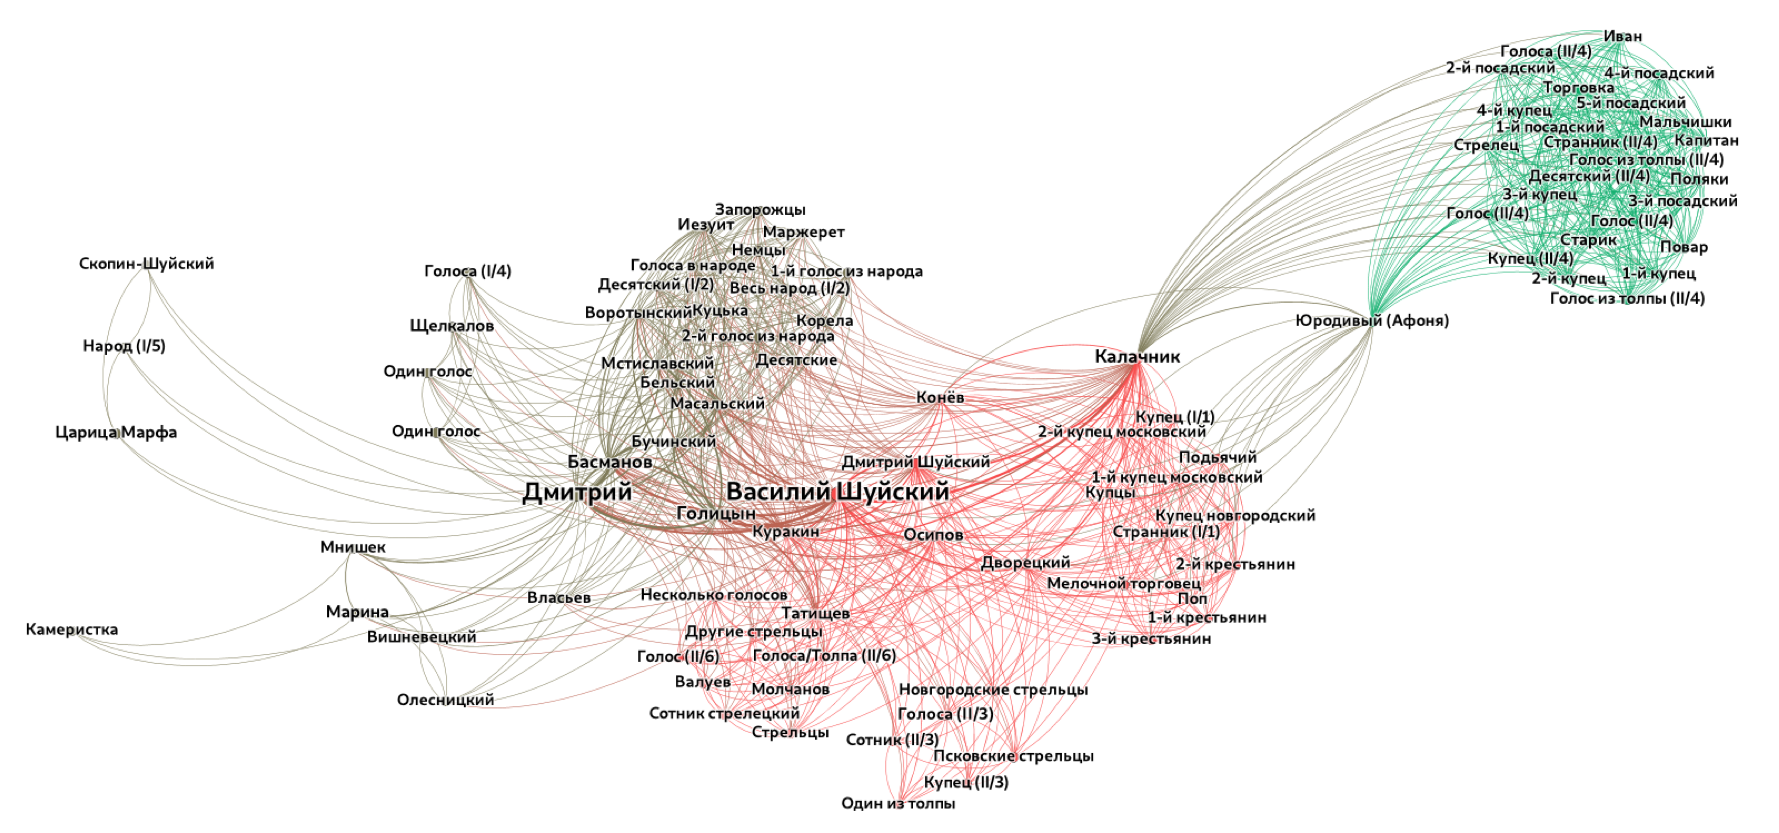 Иван
Голоса (II/4)
2-й посадский
4-й посадский
Торговка
5-й посадский
4-й купец
Мальчишки
1-й посадский
Странник (II/4)
Капитан
Стрелец
Голос из толпы (II/4)
Десятский (II/4)
Поляки
3-й купец
3-й посадский
Голос (II/4)
Голос (II/4)
Старик
Повар
Купец (II/4)
2-й купец
1-й купец
Голос из толпы (II/4)
Юродивый (Афоня)
Калачник
Запорожцы
Иезуит
Маржерет
Немцы
Голоса в народе
1-й голос из народа
Десятский (I/2)
Весь народ (I/2)
Воротынский
Куцька
Корела
2-й голос из народа
Мстиславский
Десятские
Бельский
Масальский
Бучинский
Басманов
Дмитрий
Голицын
Василий Шуйский
Дмитрий Шуйский
Конёв
Куракин
Осипов
Скопин-Шуйский
Народ (I/5)
Царица Марфа
Голоса (I/4)
Щелкалов
Один голос
Один голос
Мнишек
Марина
Камеристка
Вишневецкий
Олесницкий
Власьев
Несколько голосов
Татищев
Другие стрельцы
Голос (II/6)
Голоса/Толпа (II/6)
Валуев
Молчанов
Сотник стрелецкий
Стрельцы
Новгородские стрельцы
Голоса (II/3)
Сотник (II/3)
Псковские стрельцы
Купец (II/3)
Один из толпы
Купец (I/1)
2-й купец московский
Подьячий
1-й купец московский
Купцы
Купец новгородский
Странник (I/1)
Дворецкий
2-й крестьянин
Мелочной торговец
Поп
1-й крестьянин
3-й крестьянин